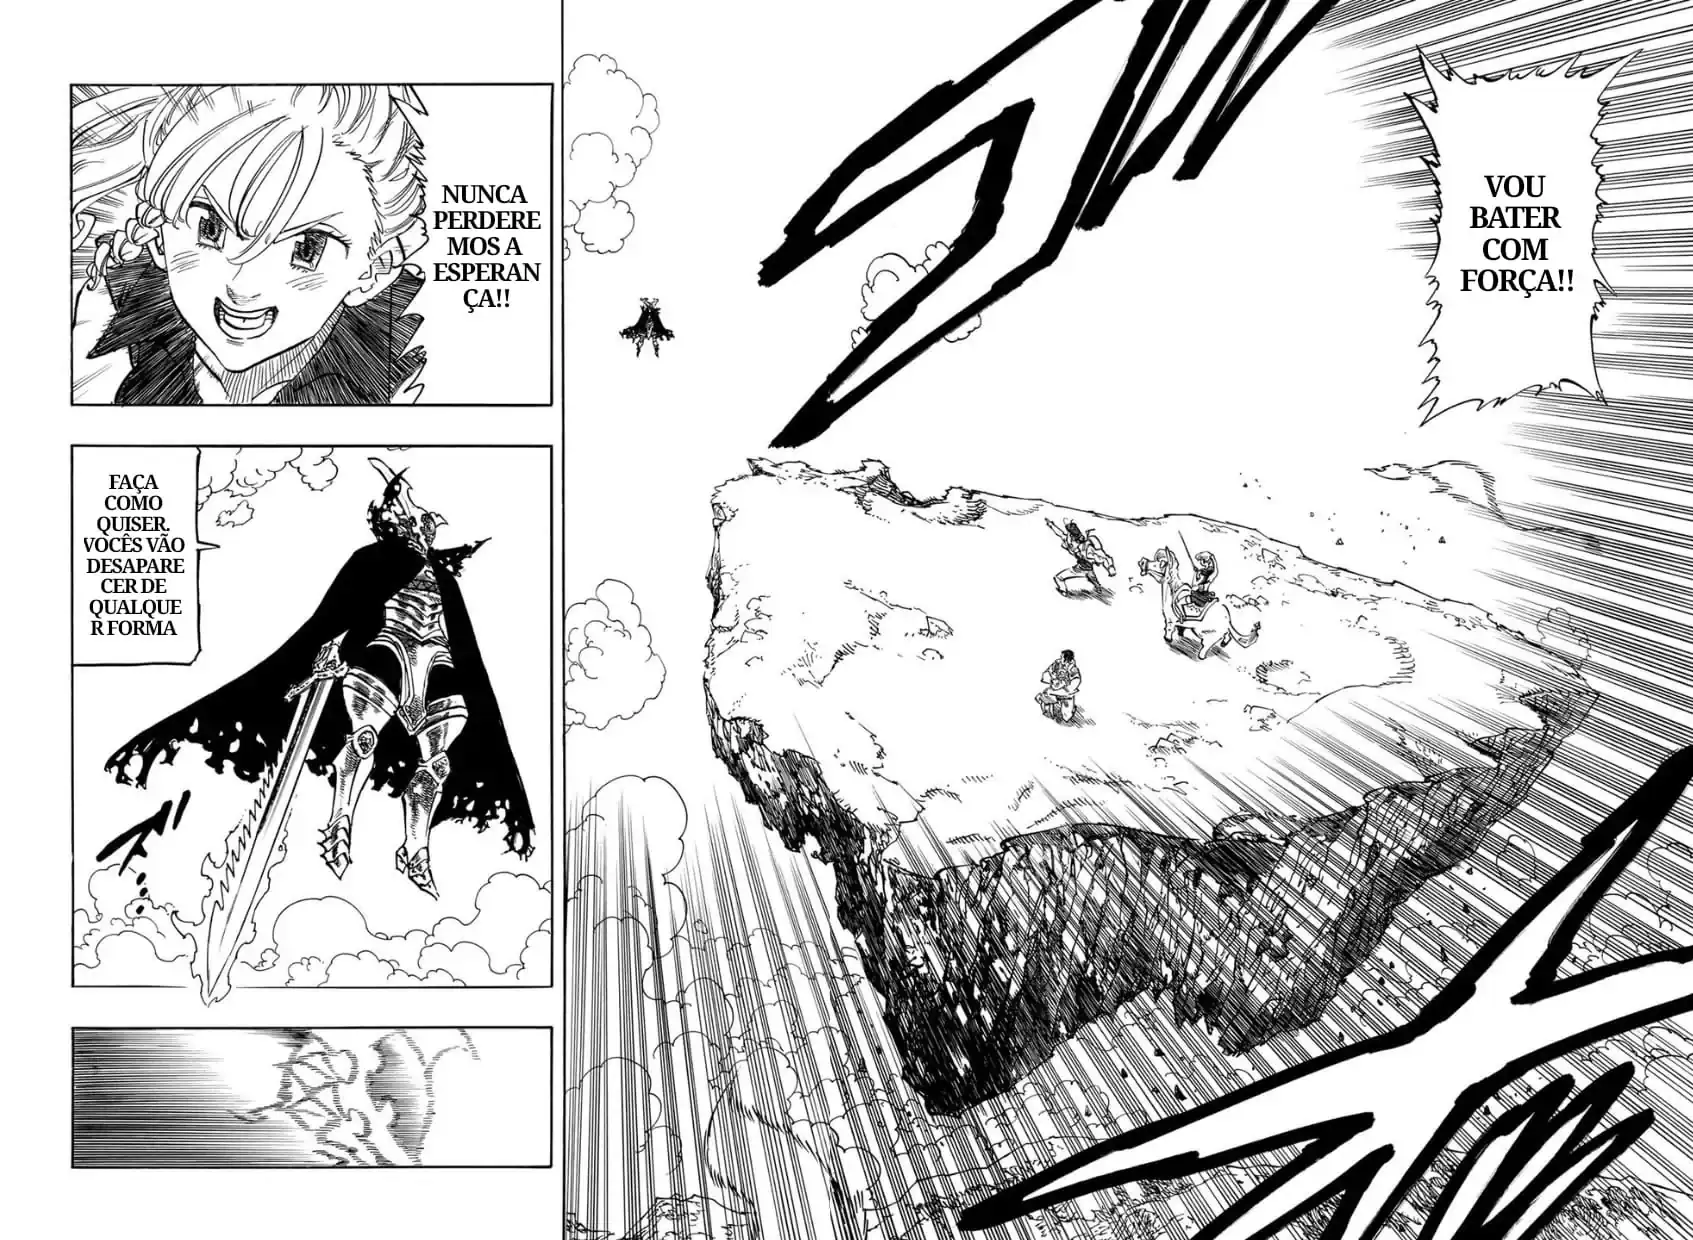 VOU
BATER
COM
FORÇA!!
NUNCA
PERDERE
MOS A
ESPERAN
ÇA!!
FAÇA
COMO
QUISER.
VOCÊS VÃO
DESAPARE
CER DE
QUALQUE
R FORMA